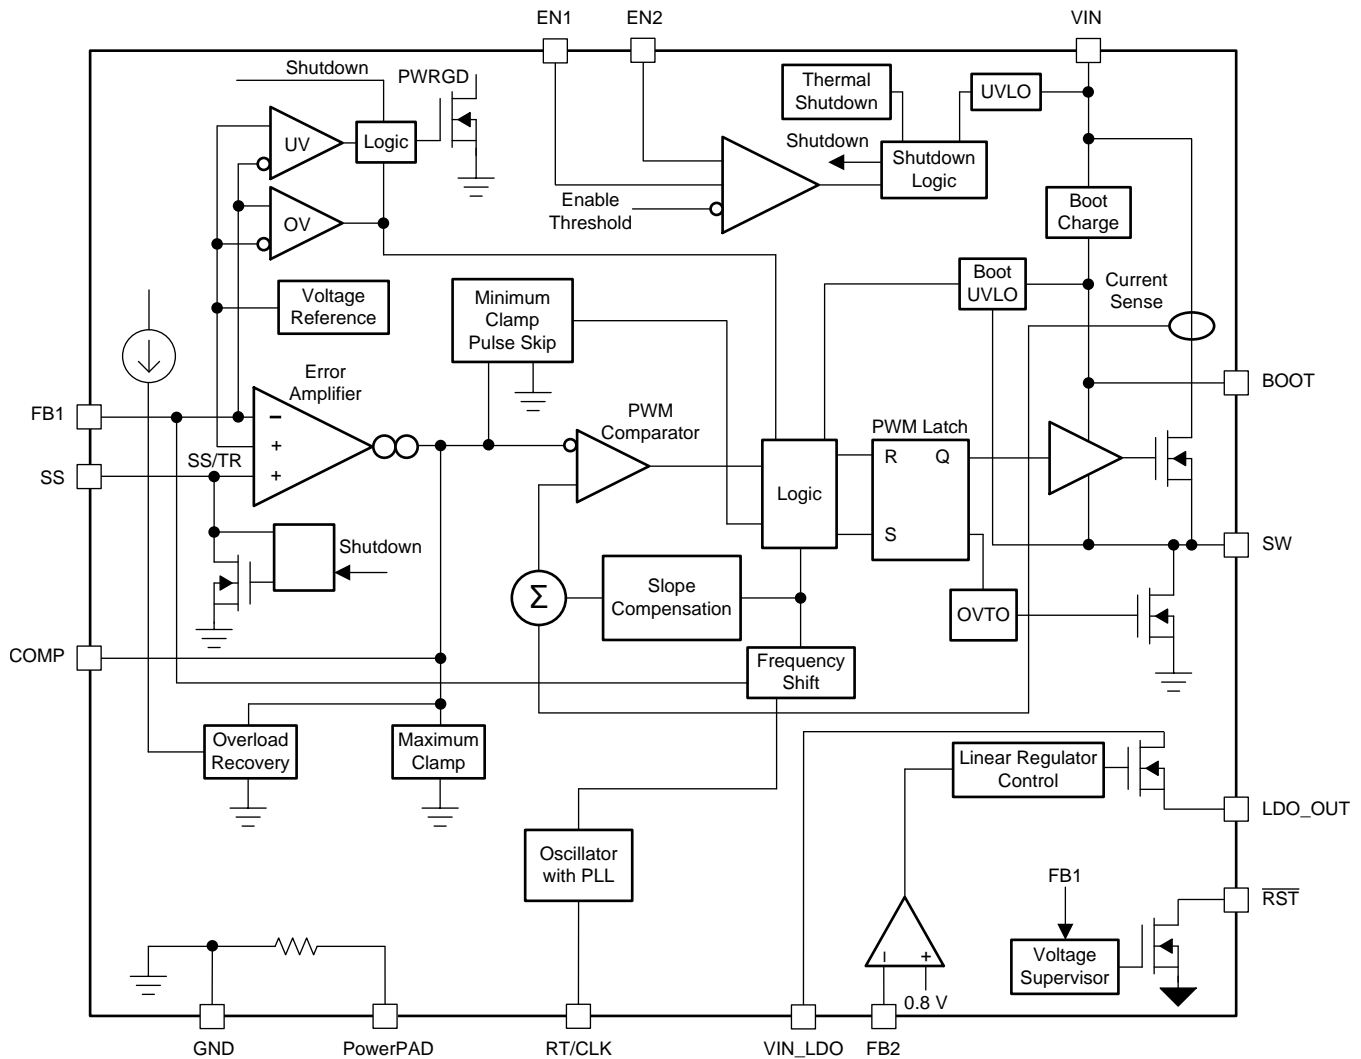 EN1
EN2
VIN
Shutdown
PWRGD
Thermal
Shutdown
UVLO
UV
Logic
Shutdown
Shutdown
Logic
Enable
Threshold
Boot
Charge
OV
Boot
UVLO
Current
Sense
Voltage
Reference
Minimum
Clamp
Pulse Skip
Error
Amplifier
BOOT
FB1
−
+
+
SS/TR
SS
PWM
Comparator
PWM Latch
R
Q
S
Logic
SW
Shutdown
Σ
Slope
Compensation
OVTO
COMP
Frequency
Shift
Overload
Recovery
Maximum
Clamp
Linear Regulator
Control
LDO_OUT
Oscillator
with PLL
FB1
RST
−
+
0.8 V
Voltage
Supervisor
GND
PowerPAD
RT/CLK
VIN_LDO
FB2